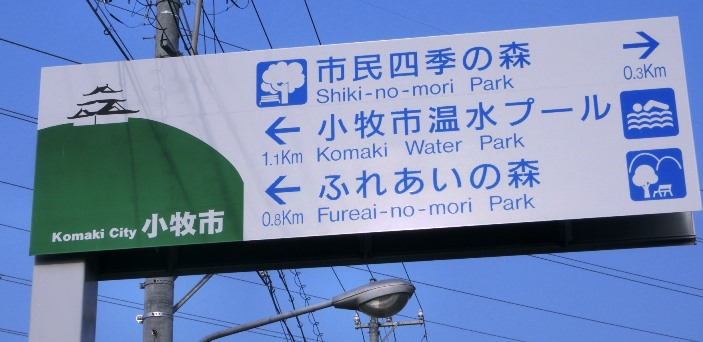 市民四季の森
Shiki-no-mori Park
0.3Km
小牧市温水プール
1.1Km Komaki Water Park
ふれあいの森
0.8Km Fureai-no-mori Park
Komaki City 小牧市